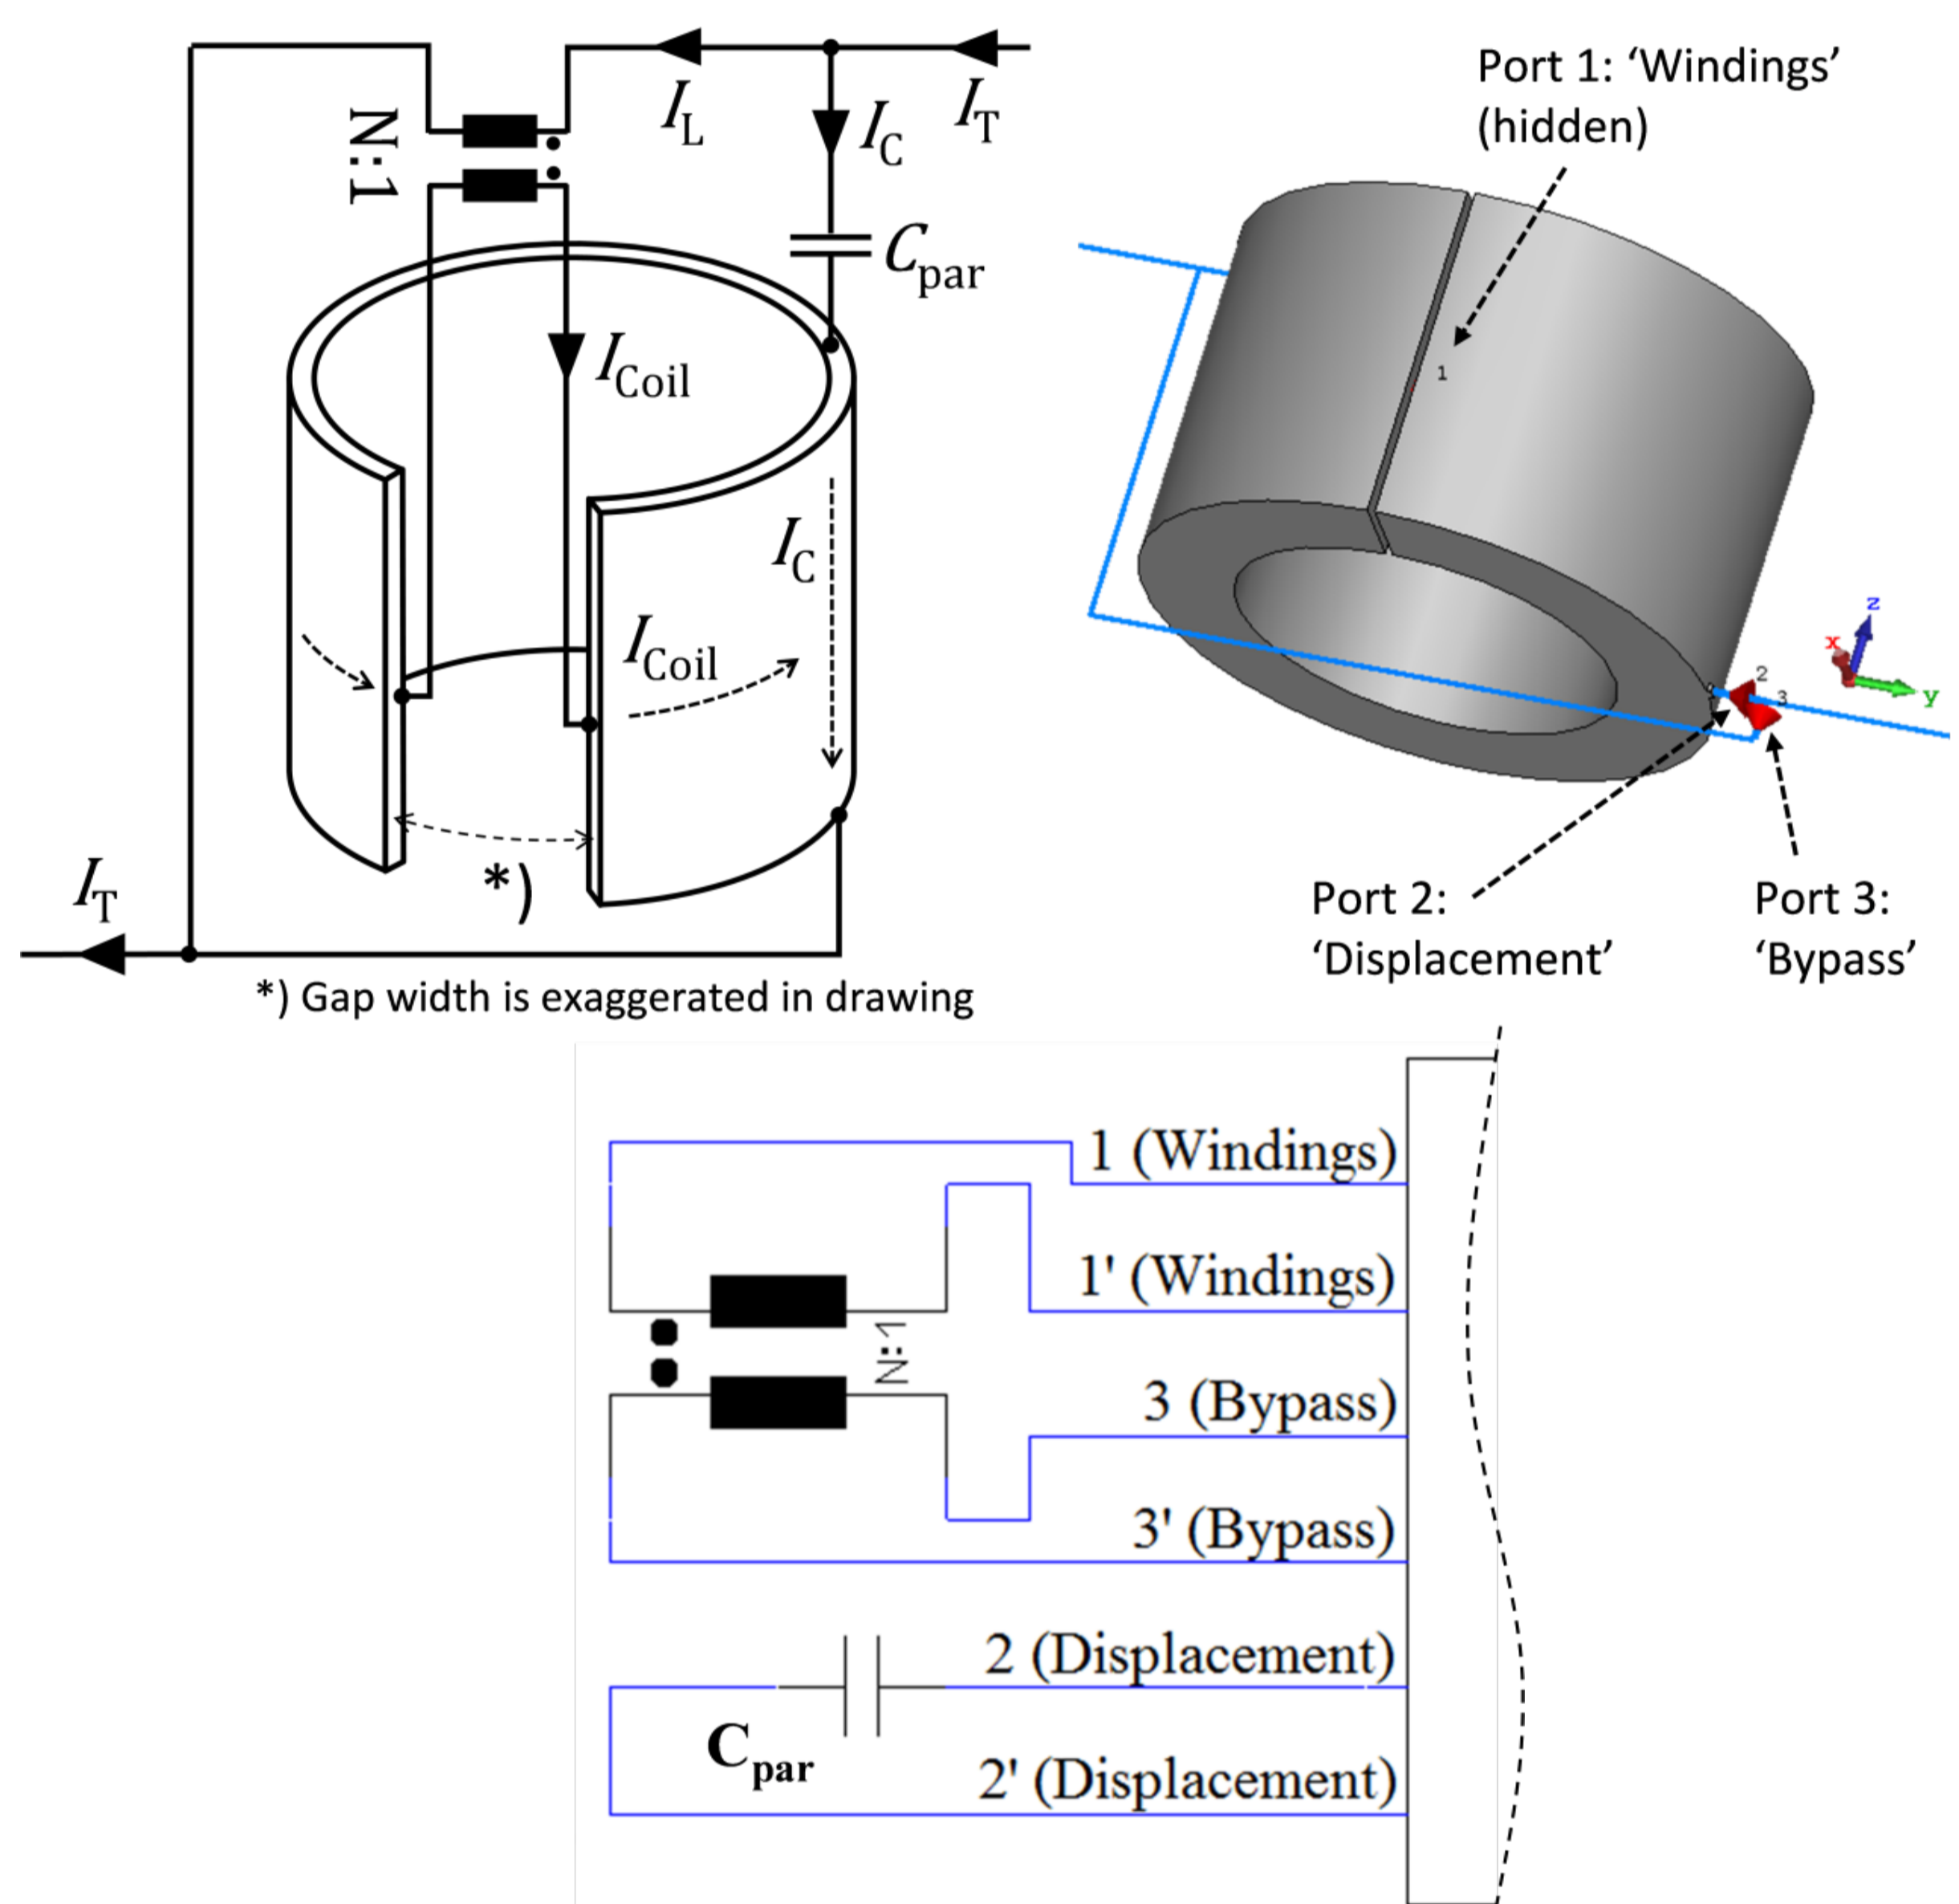 N:1
I_L
I_C
I_T
C_par
I_Coil
I_C
I_Coil
*)
I_T
*) Gap width is exaggerated in drawing
Port 1: ‘Windings’
(hidden)
1
z
x
y
2
3
Port 2:
‘Displacement’
Port 3:
‘Bypass’
1 (Windings)
1' (Windings)
N:1
3 (Bypass)
3' (Bypass)
2 (Displacement)
C_par
2' (Displacement)